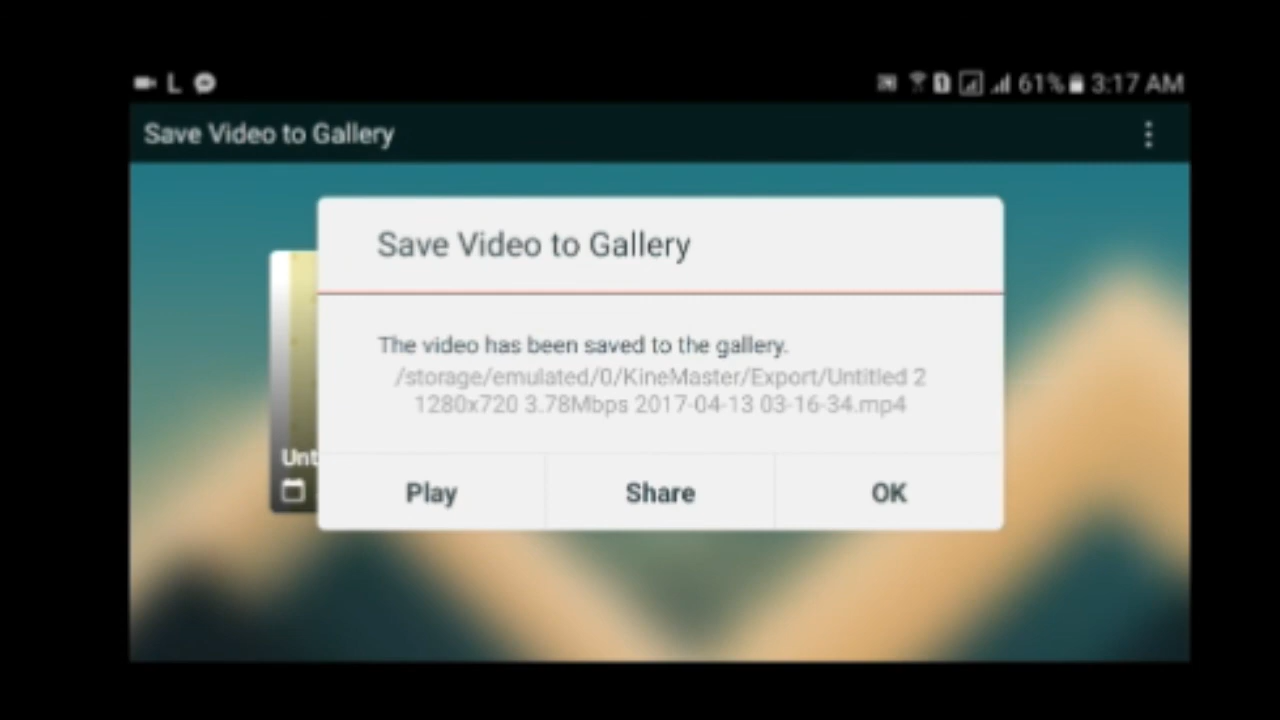 L 61% 3:17 AM
Save Video to Gallery
Save Video to Gallery
The video has been saved to the gallery.
/storage/emulated/0/KineMaster/Export/Untitled 2
1280x720 3.78Mbps 2017-04-13 03-16-34.mp4
Unt
Play Share OK